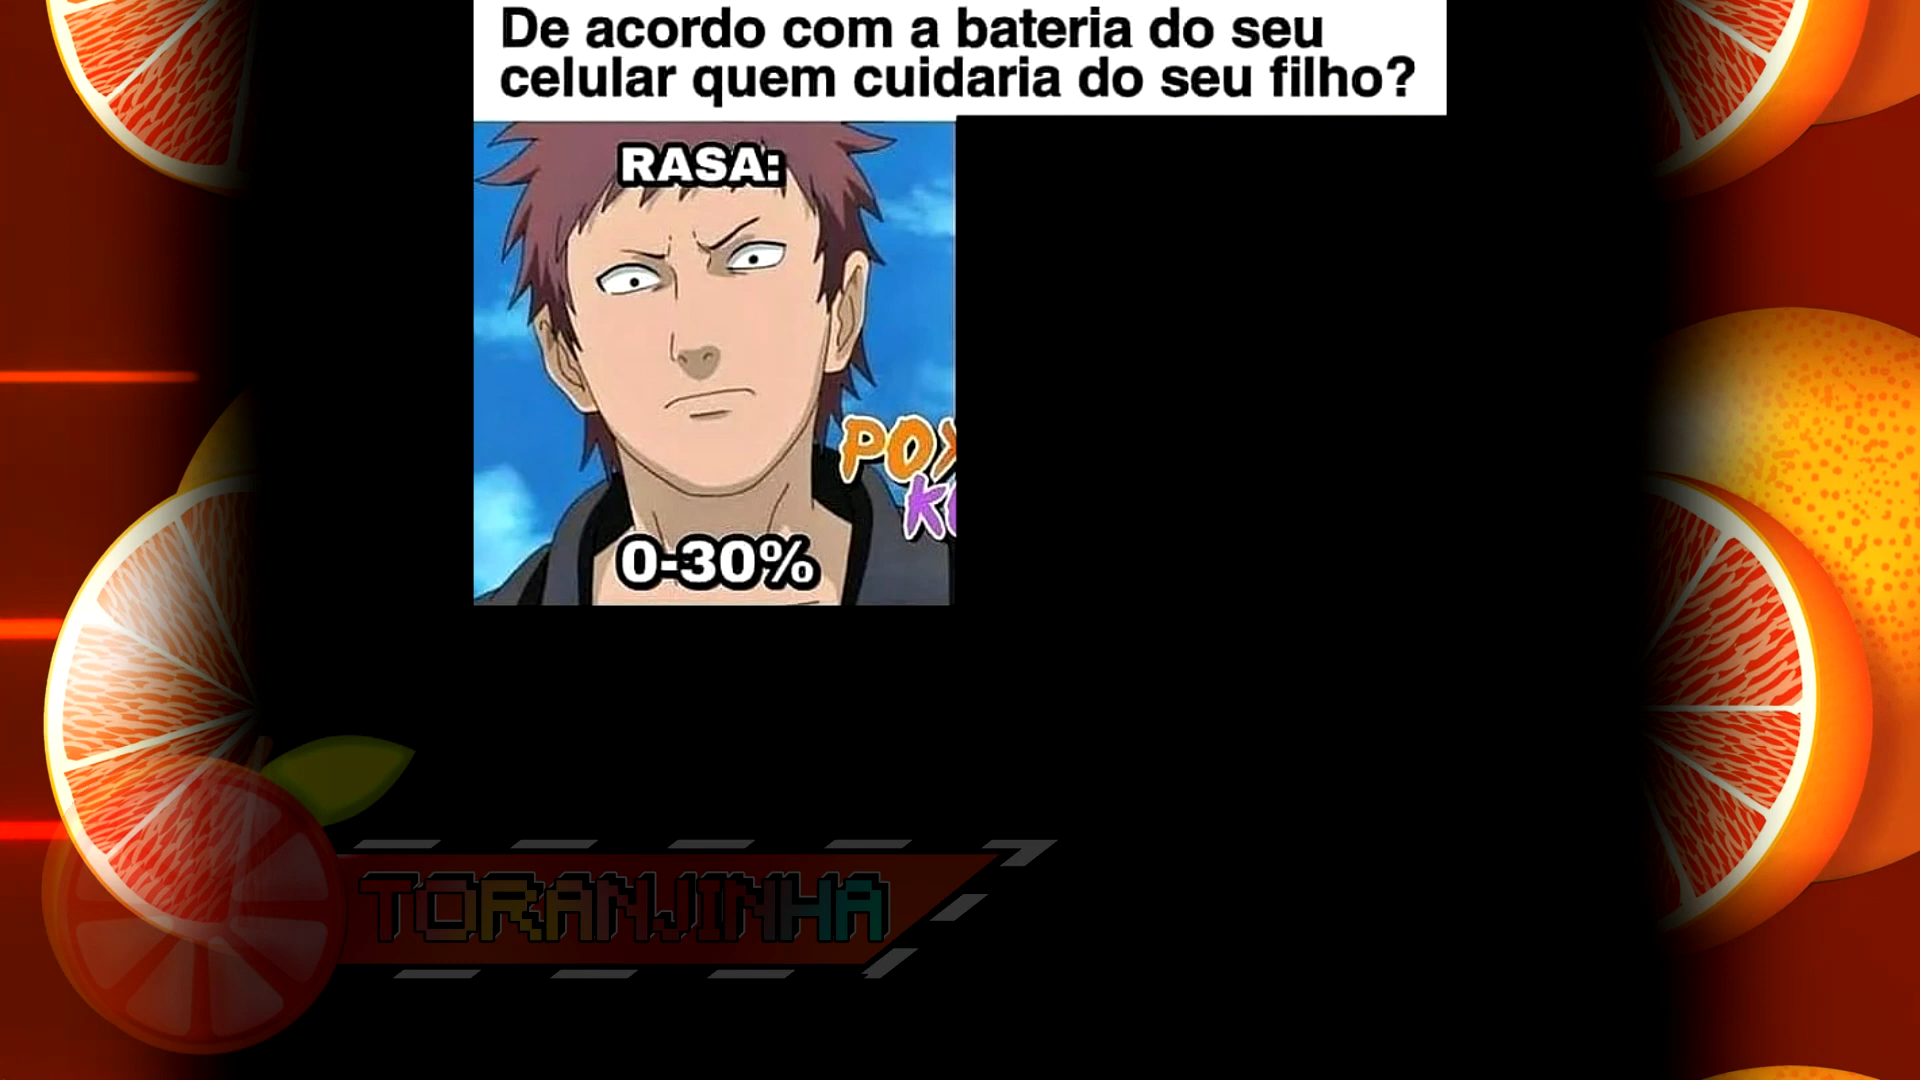 De acordo com a bateria do seu
celular quem cuidaria do seu filho?
RASA:
0-30%
TORANJINHA